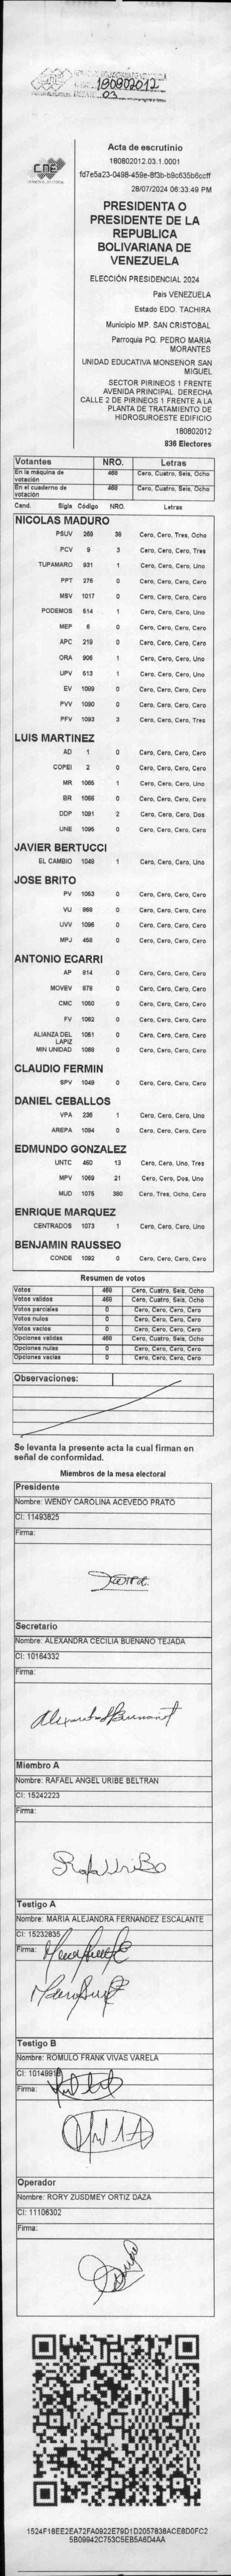 180802012
03
CNE
Acta de escrutinio
180802012.03.1.0001
fd7e5a23-0498-459e-8f3b-b9c635b6ccff
28/07/2024 06:33:49 PM
PRESIDENTA O
PRESIDENTE DE LA
REPUBLICA
BOLIVARIANA DE
VENEZUELA
ELECCIÓN PRESIDENCIAL 2024
País VENEZUELA
Estado EDO. TACHIRA
Municipio MP. SAN CRISTOBAL
Parroquia PQ. PEDRO MARIA
MORANTES
UNIDAD EDUCATIVA MONSEÑOR SAN
MIGUEL
SECTOR PIRINEOS 1 FRENTE
AVENIDA PRINCIPAL. DERECHA
CALLE 2 DE PIRINEOS 1 FRENTE A LA
PLANTA DE TRATAMIENTO DE
HIDROSUROESTE EDIFICIO
180802012
836 Electores
Votantes NRO. Letras
En la máquina de votación 468 Cero, Cuatro, Seis, Ocho
En el cuaderno de votación 468 Cero, Cuatro, Seis, Ocho
Cand. Sigla Código NRO. Letras
NICOLAS MADURO
PSUV 269 38 Cero, Cero, Tres, Ocho
PCV 9 3 Cero, Cero, Cero, Tres
TUPAMARO 931 1 Cero, Cero, Cero, Uno
PPT 276 0 Cero, Cero, Cero, Cero
MSV 1017 0 Cero, Cero, Cero, Cero
PODEMOS 514 1 Cero, Cero, Cero, Uno
MEP 6 0 Cero, Cero, Cero, Cero
APC 219 0 Cero, Cero, Cero, Cero
ORA 906 1 Cero, Cero, Cero, Uno
UPV 513 1 Cero, Cero, Cero, Uno
EV 1099 0 Cero, Cero, Cero, Cero
PVV 1090 0 Cero, Cero, Cero, Cero
PFV 1093 3 Cero, Cero, Cero, Tres
LUIS MARTINEZ
AD 1 0 Cero, Cero, Cero, Cero
COPEI 2 0 Cero, Cero, Cero, Cero
MR 1065 1 Cero, Cero, Cero, Uno
BR 1066 0 Cero, Cero, Cero, Cero
DDP 1091 2 Cero, Cero, Cero, Dos
UNE 1095 0 Cero, Cero, Cero, Cero
JAVIER BERTUCCI
EL CAMBIO 1048 1 Cero, Cero, Cero, Uno
JOSE BRITO
PV 1053 0 Cero, Cero, Cero, Cero
VU 868 0 Cero, Cero, Cero, Cero
UVV 1096 0 Cero, Cero, Cero, Cero
MPJ 458 0 Cero, Cero, Cero, Cero
ANTONIO ECARRI
AP 814 0 Cero, Cero, Cero, Cero
MOVEV 878 0 Cero, Cero, Cero, Cero
CMC 1050 0 Cero, Cero, Cero, Cero
FV 1062 0 Cero, Cero, Cero, Cero
ALIANZA DEL LAPIZ 1051 0 Cero, Cero, Cero, Cero
MIN UNIDAD 1068 0 Cero, Cero, Cero, Cero
CLAUDIO FERMIN
SPV 1049 0 Cero, Cero, Cero, Cero
DANIEL CEBALLOS
VPA 236 1 Cero, Cero, Cero, Uno
AREPA 1094 0 Cero, Cero, Cero, Cero
EDMUNDO GONZALEZ
UNTC 460 13 Cero, Cero, Uno, Tres
MPV 1069 21 Cero, Cero, Dos, Uno
MUD 1075 380 Cero, Tres, Ocho, Cero
ENRIQUE MARQUEZ
CENTRADOS 1073 1 Cero, Cero, Cero, Uno
BENJAMIN RAUSSEO
CONDE 1092 0 Cero, Cero, Cero, Cero
Resumen de votos
Votos 468 Cero, Cuatro, Seis, Ocho
Votos validos 468 Cero, Cuatro, Seis, Ocho
Votos parciales 0 Cero, Cero, Cero, Cero
Votos nulos 0 Cero, Cero, Cero, Cero
Votos vacios 0 Cero, Cero, Cero, Cero
Opciones validas 468 Cero, Cuatro, Seis, Ocho
Opciones nulas 0 Cero, Cero, Cero, Cero
Opciones vacias 0 Cero, Cero, Cero, Cero
Observaciones:
Se levanta la presente acta la cual firman en
señal de conformidad.
Miembros de la mesa electoral
Presidente
Nombre: WENDY CAROLINA ACEVEDO PRATO
CI: 11493825
Firma:
Secretario
Nombre: ALEXANDRA CECILIA BUENAÑO TEJADA
CI: 10164332
Firma:
Miembro A
Nombre: RAFAEL ANGEL URIBE BELTRAN
CI: 15242223
Firma:
Testigo A
Nombre: MARIA ALEJANDRA FERNANDEZ ESCALANTE
CI: 15232835
Firma:
Testigo B
Nombre: ROMULO FRANK VIVAS VARELA
CI:
Firma:
Operador
Nombre: RORY ZUSDMEY ORTIZ DAZA
CI: 11106302
Firma:
1524F18EE2EA72FA0922E79D1D2057838ACE8D0FC2
5B09942C753C5EB5A6D4AA